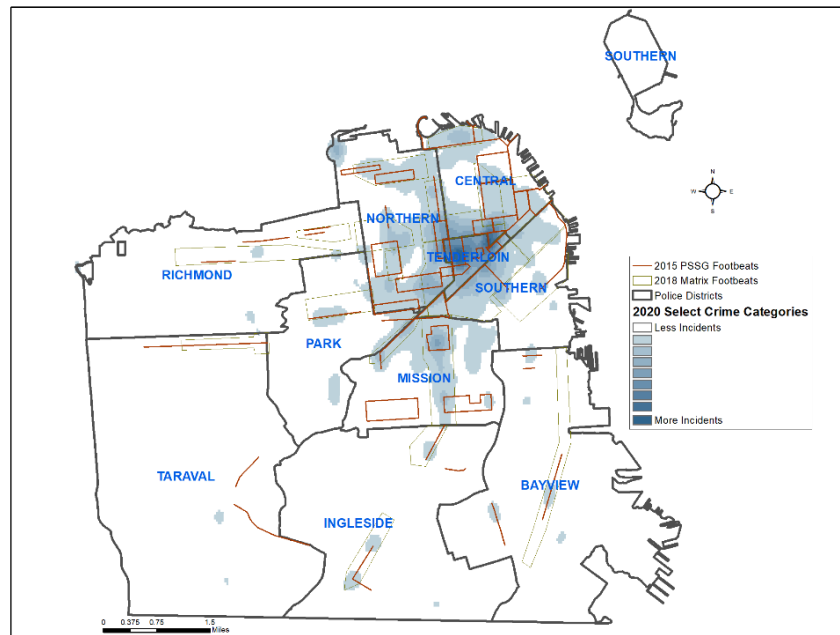 SOUTHERN
CENTRAL
N
W E
S
NORTHERN
TENDERLOIN
RICHMOND
SOUTHERN
2015 PSSG Footbeats
2018 Matrix Footbeats
Police Districts
2020 Select Crime Categories
Less Incidents
More Incidents
PARK
MISSION
TARAVAL
BAYVIEW
INGLESIDE
0 0.375 0.75 1.5
Miles